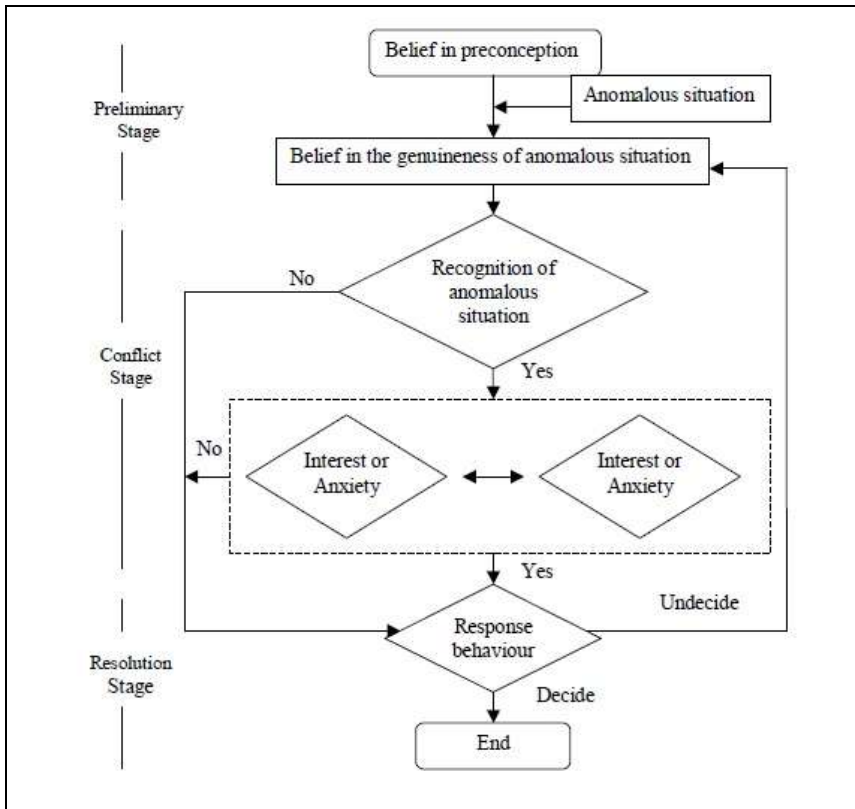 Belief in preconception
Anomalous situation
Preliminary
Stage
Belief in the genuineness of anomalous situation
No
Recognition of
anomalous
situation
Conflict
Stage
Yes
No
Interest or
Anxiety
Interest or
Anxiety
Yes
Undecide
Response
behaviour
Resolution
Stage
Decide
End